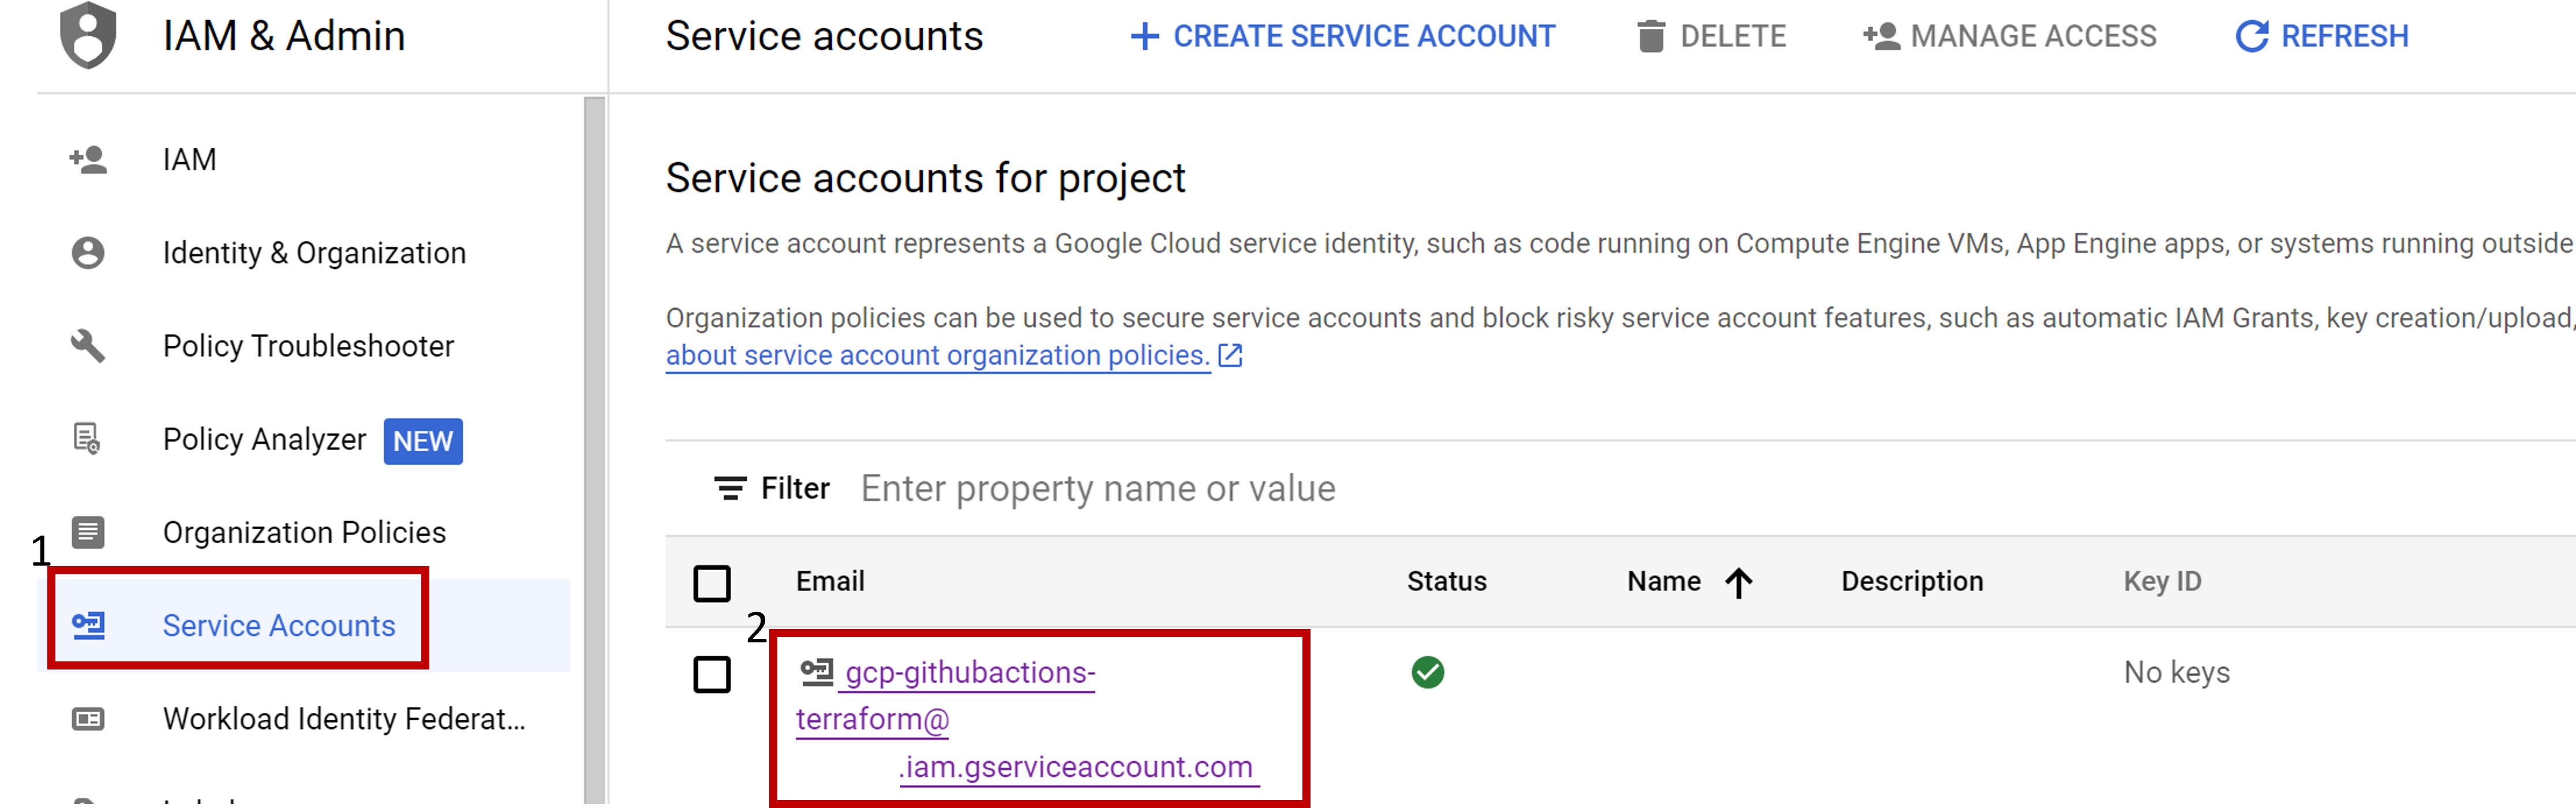 IAM & Admin
Service accounts
CREATE SERVICE ACCOUNT
DELETE
MANAGE ACCESS
REFRESH
IAM
Identity & Organization
Policy Troubleshooter
Policy Analyzer NEW
Organization Policies
1
Service Accounts
Workload Identity Federat...
Service accounts for project
A service account represents a Google Cloud service identity, such as code running on Compute Engine VMs, App Engine apps, or systems running outside
Organization policies can be used to secure service accounts and block risky service account features, such as automatic IAM Grants, key creation/upload,
about service account organization policies.
Filter Enter property name or value
Email Status Name Description Key ID
2
gcp-githubactions- No keys
terraform@
.iam.gserviceaccount.com